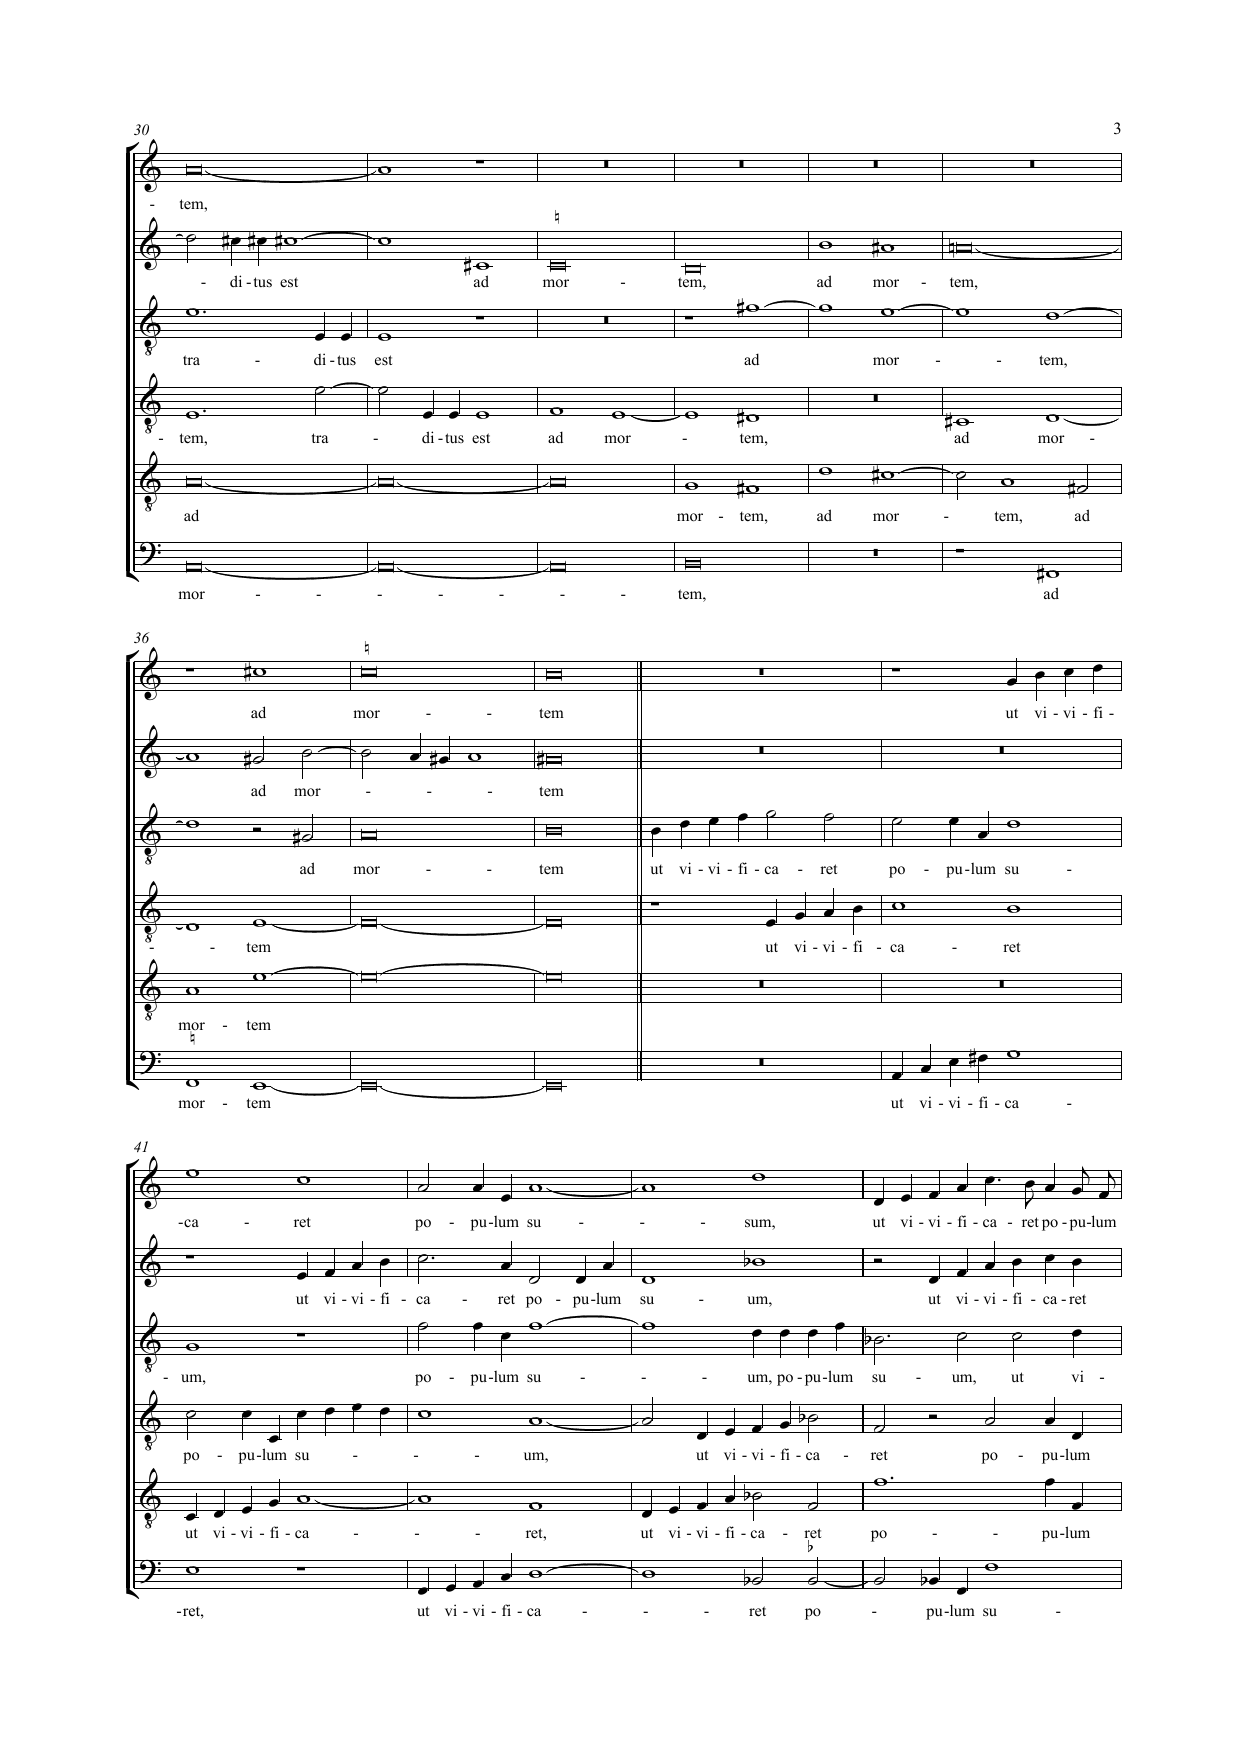 30
3
- tem,
- di - tus est ad mor - tem, ad mor - tem,
tra - di - tus est ad mor - - tem,
- tem, tra - di - tus est ad mor - tem, ad mor -
ad mor - tem, ad mor - tem, ad
mor - - - - - - tem, ad
36
ad mor - - tem ut vi - vi - fi -
ad mor - - - tem
ad mor - - tem ut vi - vi - fi - ca - ret po - pu - lum su -
- - tem ut vi - vi - fi - ca - ret
mor - tem
mor - tem ut vi - vi - fi - ca -
41
-ca - ret po - pu - lum su - - - sum, ut vi - vi - fi - ca - ret po - pu - lum
ut vi - vi - fi - ca - ret po - pu - lum su - um, ut vi - vi - fi - ca - ret
- um, po - pu - lum su - - - um, po - pu - lum su - um, ut vi -
po - pu - lum su - - - um, ut vi - vi - fi - ca - ret po - pu - lum
ut vi - vi - fi - ca - - - ret, ut vi - vi - fi - ca - ret po - - pu - lum
-ret, ut vi - vi - fi - ca - - - ret po - pu - lum su -